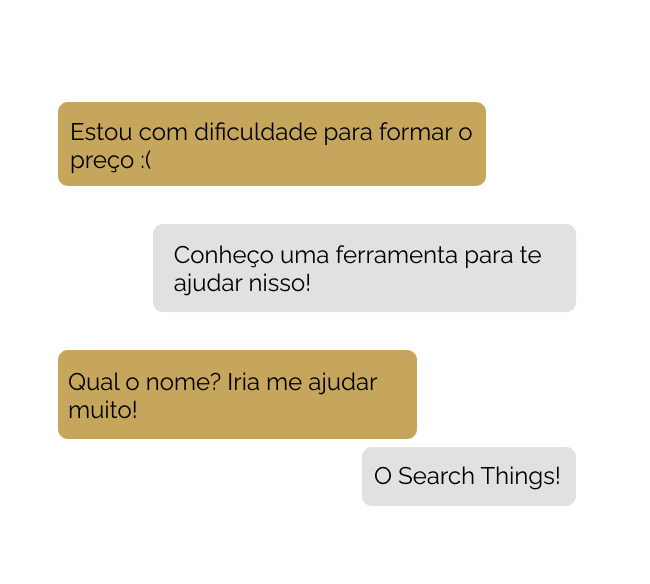 Estou com dificuldade para formar o
preço :(
Conheço uma ferramenta para te
ajudar nisso!
Qual o nome? Iria me ajudar
muito!
O Search Things!